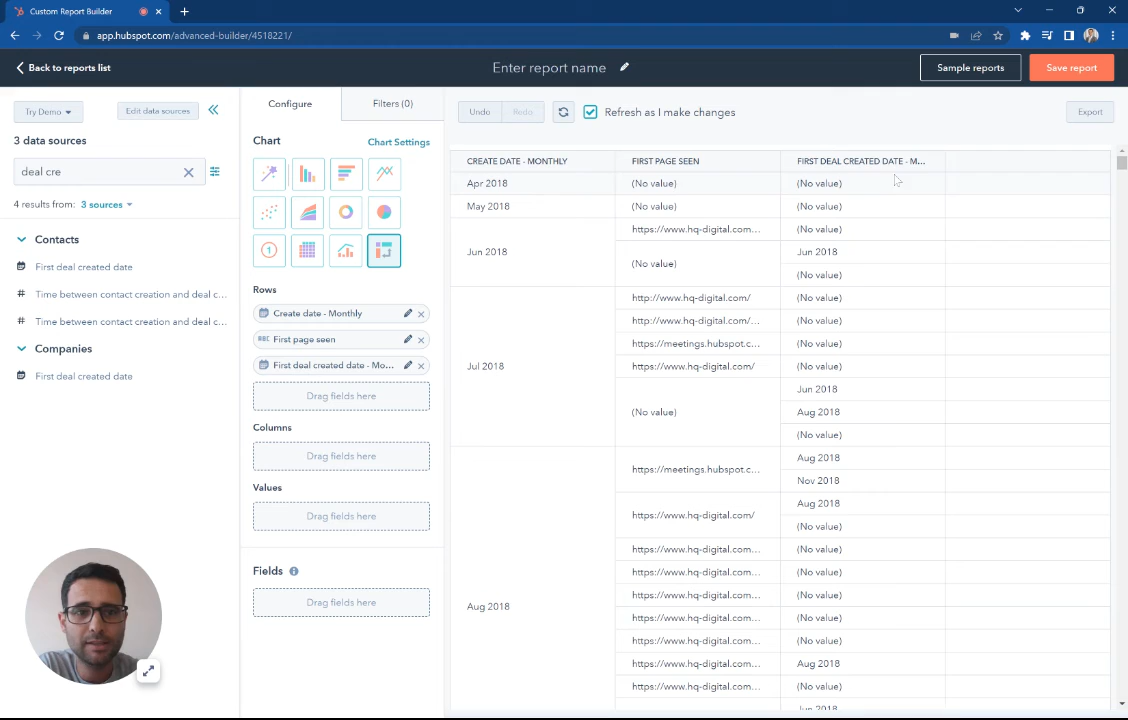 Custom Report Builder
app.hubspot.com/advanced-builder/4518221/
Back to reports list
Enter report name
Sample reports
Save report
Try Demo
Edit data sources
3 data sources
deal cre
4 results from: 3 sources
Contacts
First deal created date
# Time between contact creation and deal c...
# Time between contact creation and deal c...
Companies
First deal created date
Configure
Filters (0)
Chart
Chart Settings
1
Rows
Create date - Monthly
ABC First page seen
First deal created date - Mo...
Drag fields here
Columns
Drag fields here
Values
Drag fields here
Fields
Drag fields here
Undo
Redo
Refresh as I make changes
Export
CREATE DATE - MONTHLY FIRST PAGE SEEN FIRST DEAL CREATED DATE - M...
Apr 2018 (No value) (No value)
May 2018 (No value) (No value)
Jun 2018
https://www.hq-digital.com... (No value)
(No value)
Jun 2018
(No value)
Jul 2018
http://www.hq-digital.com/ (No value)
http://www.hq-digital.com/... (No value)
https://meetings.hubspot.c... (No value)
https://www.hq-digital.com/ (No value)
(No value)
Jun 2018
Aug 2018
(No value)
Aug 2018
https://meetings.hubspot.c...
Aug 2018
Nov 2018
https://www.hq-digital.com/
Aug 2018
(No value)
https://www.hq-digital.com... (No value)
https://www.hq-digital.com... (No value)
https://www.hq-digital.com... (No value)
https://www.hq-digital.com... (No value)
https://www.hq-digital.com... (No value)
https://www.hq-digital.com... Aug 2018
https://www.hq-digital.com... (No value)
Jun 2018